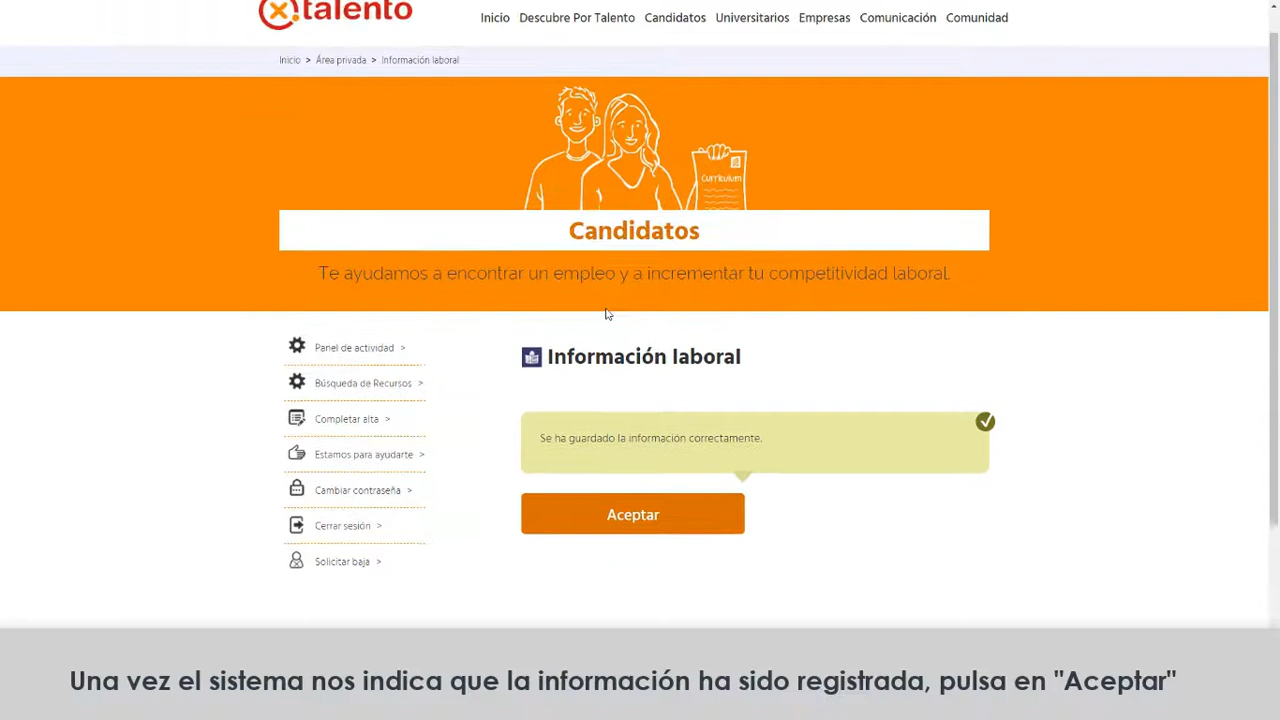 talento
Inicio Descubre Por Talento Candidatos Universitarios Empresas Comunicación Comunidad
Inicio > Área privada > Información laboral
Curriculum
Candidatos
Te ayudamos a encontrar un empleo y a incrementar tu competitividad laboral.
Panel de actividad >
Búsqueda de Recursos >
Completar alta >
Estamos para ayudarte >
Cambiar contraseña >
Cerrar sesión >
Solicitar baja >
Información laboral
Se ha guardado la información correctamente.
Aceptar
Una vez el sistema nos indica que la información ha sido registrada, pulsa en "Aceptar"